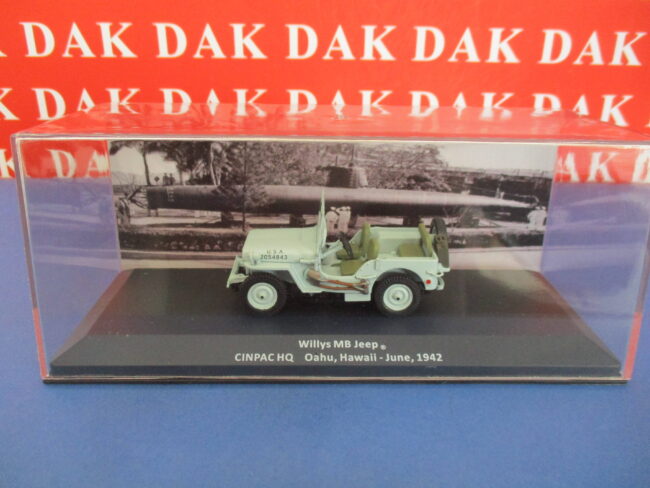 DAK DAK DAK DAK DAK DAK
DAK DAK DAK DAK DAK DAK
DAK
DAK
U.S.A.
2054843
Willys MB Jeep®
CINPAC HQ Oahu, Hawaii - June, 1942